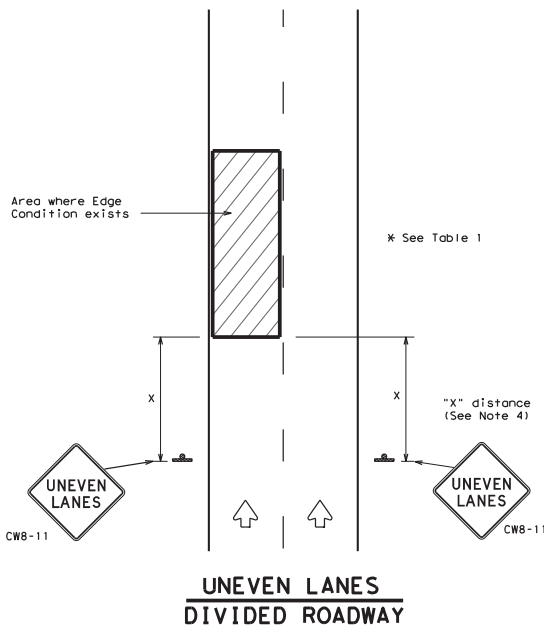 Area where Edge
Condition exists
* See Table 1
X
X
"X" distance
(See Note 4)
UNEVEN
LANES
CW8-11
UNEVEN
LANES
CW8-11
UNEVEN LANES
DIVIDED ROADWAY